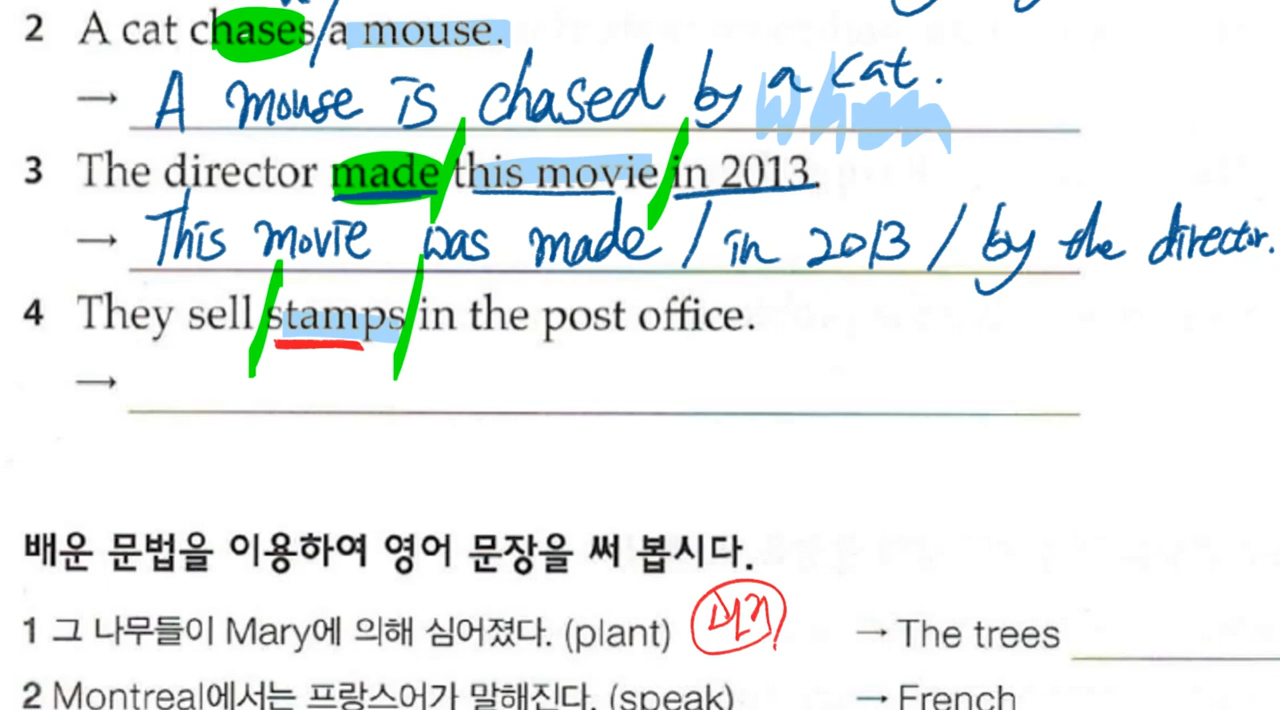 2 A cat chases / a mouse.
→ A mouse is chased by a cat.
3 The director made / this movie / in 2013.
→ This movie was made / in 2013 / by the director.
4 They sell / stamps / in the post office.
→
배운 문법을 이용하여 영어 문장을 써 봅시다.
1 그 나무들이 Mary에 의해 심어졌다. (plant) 과거 → The trees
2 Montreal에서는 프랑스어가 말해진다. (speak) → French